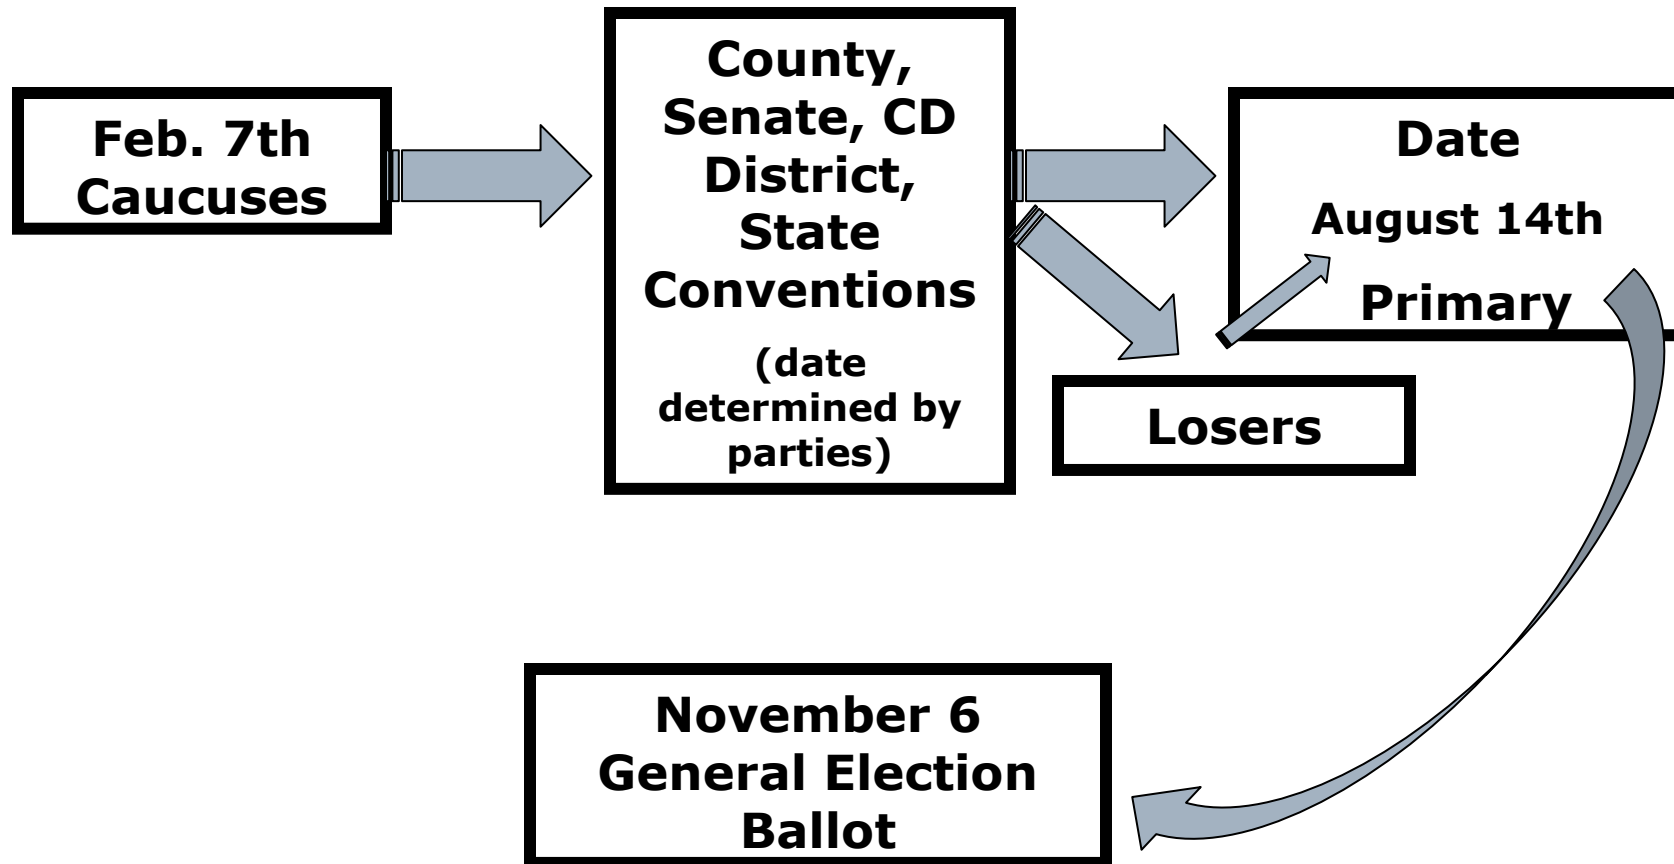 Feb. 7th
Caucuses
County,
Senate, CD
District,
State
Conventions
(date
determined by
parties)
Date
August 14th
Primary
Losers
November 6
General Election
Ballot